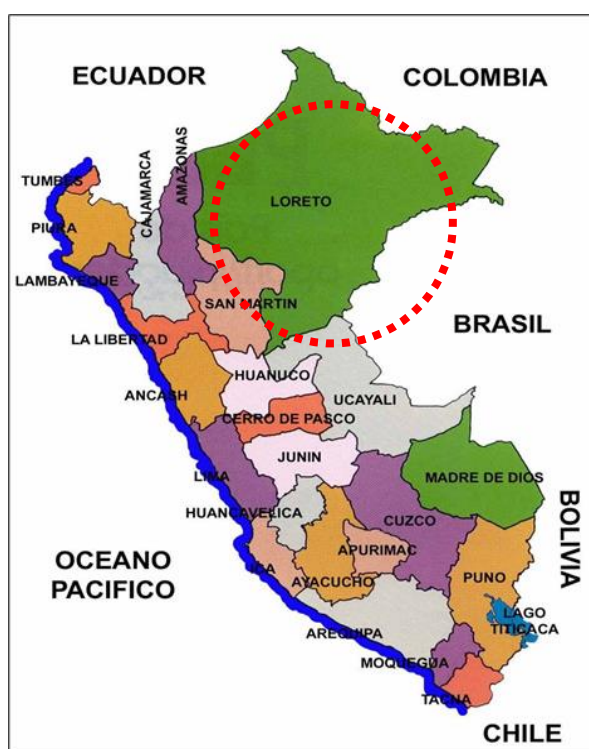 ECUADOR
COLOMBIA
TUMBES
CAJAMARCA
AMAZONAS
LORETO
PIURA
LAMBAYEQUE
SAN MARTIN
BRASIL
LA LIBERTAD
HUANUCO
ANCASH
UCAYALI
CERRO DE PASCO
JUNIN
LIMA
MADRE DE DIOS
HUANCAVELICA
CUZCO
BOLIVIA
OCEANO
PACIFICO
APURIMAC
ICA
AYACUCHO
PUNO
LAGO
TITICACA
AREQUIPA
MOQUEGUA
TACNA
CHILE